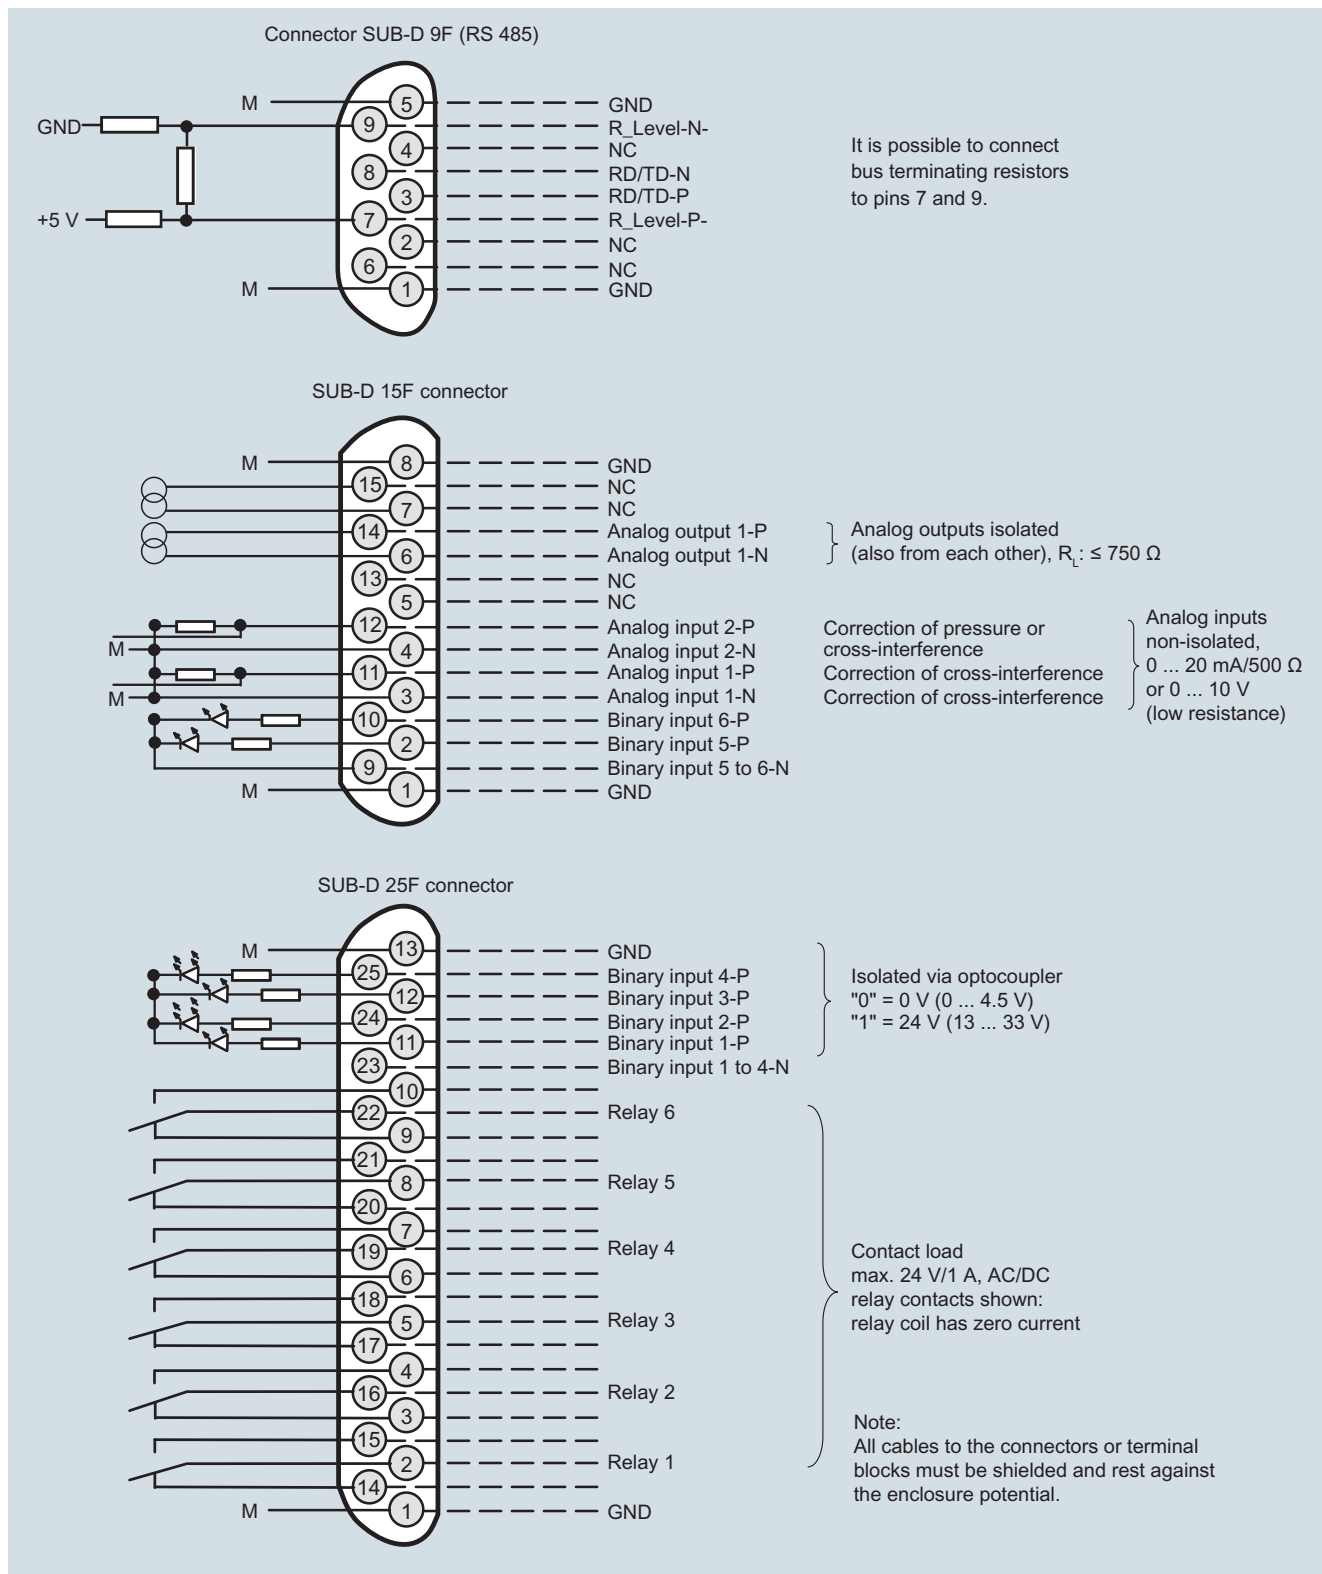 Connector SUB-D 9F (RS 485)
M 5 GND
GND 9 R_Level-N-
4 NC
8 RD/TD-N
3 RD/TD-P
+5 V 7 R_Level-P-
2 NC
6 NC
M 1 GND
It is possible to connect
bus terminating resistors
to pins 7 and 9.
SUB-D 15F connector
M 8 GND
15 NC
7 NC
14 Analog output 1-P
6 Analog output 1-N
13 NC
5 NC
12 Analog input 2-P
M 4 Analog input 2-N
11 Analog input 1-P
M 3 Analog input 1-N
10 Binary input 6-P
2 Binary input 5-P
9 Binary input 5 to 6-N
M 1 GND
Analog outputs isolated
(also from each other), RL: ≤ 750 Ω
Correction of pressure or
cross-interference
Correction of cross-interference
Correction of cross-interference
Analog inputs
non-isolated,
0 ... 20 mA/500 Ω
or 0 ... 10 V
(low resistance)
SUB-D 25F connector
M 13 GND
25 Binary input 4-P
12 Binary input 3-P
24 Binary input 2-P
11 Binary input 1-P
23 Binary input 1 to 4-N
10
22 Relay 6
9
21
8 Relay 5
20
7
19 Relay 4
6
18
5 Relay 3
17
4
16 Relay 2
3
15
2 Relay 1
14
M 1 GND
Isolated via optocoupler
"0" = 0 V (0 ... 4.5 V)
"1" = 24 V (13 ... 33 V)
Contact load
max. 24 V/1 A, AC/DC
relay contacts shown:
relay coil has zero current
Note:
All cables to the connectors or terminal
blocks must be shielded and rest against
the enclosure potential.